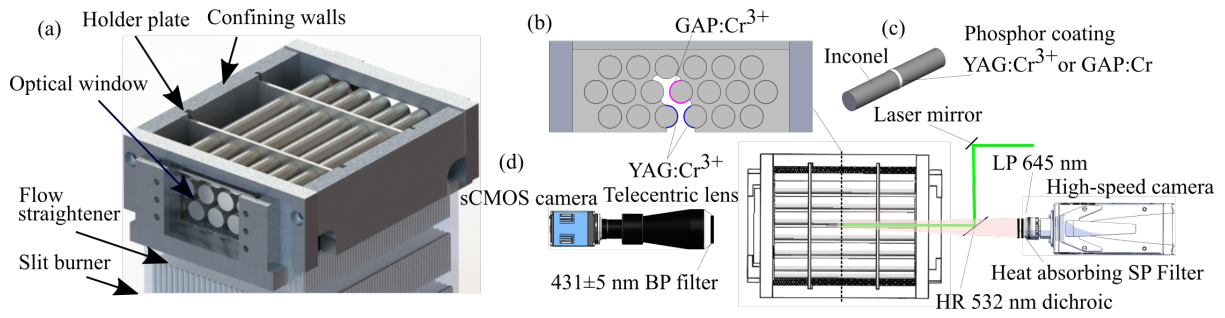 (a)
Holder plate
Confining walls
Optical window
Flow
straightener
Slit burner
(b)
GAP:Cr³⁺
YAG:Cr³⁺
(c)
Inconel
Phosphor coating
YAG:Cr³⁺ or GAP:Cr
Laser mirror
(d)
sCMOS camera
Telecentric lens
431±5 nm BP filter
LP 645 nm
High-speed camera
Heat absorbing SP Filter
HR 532 nm dichroic